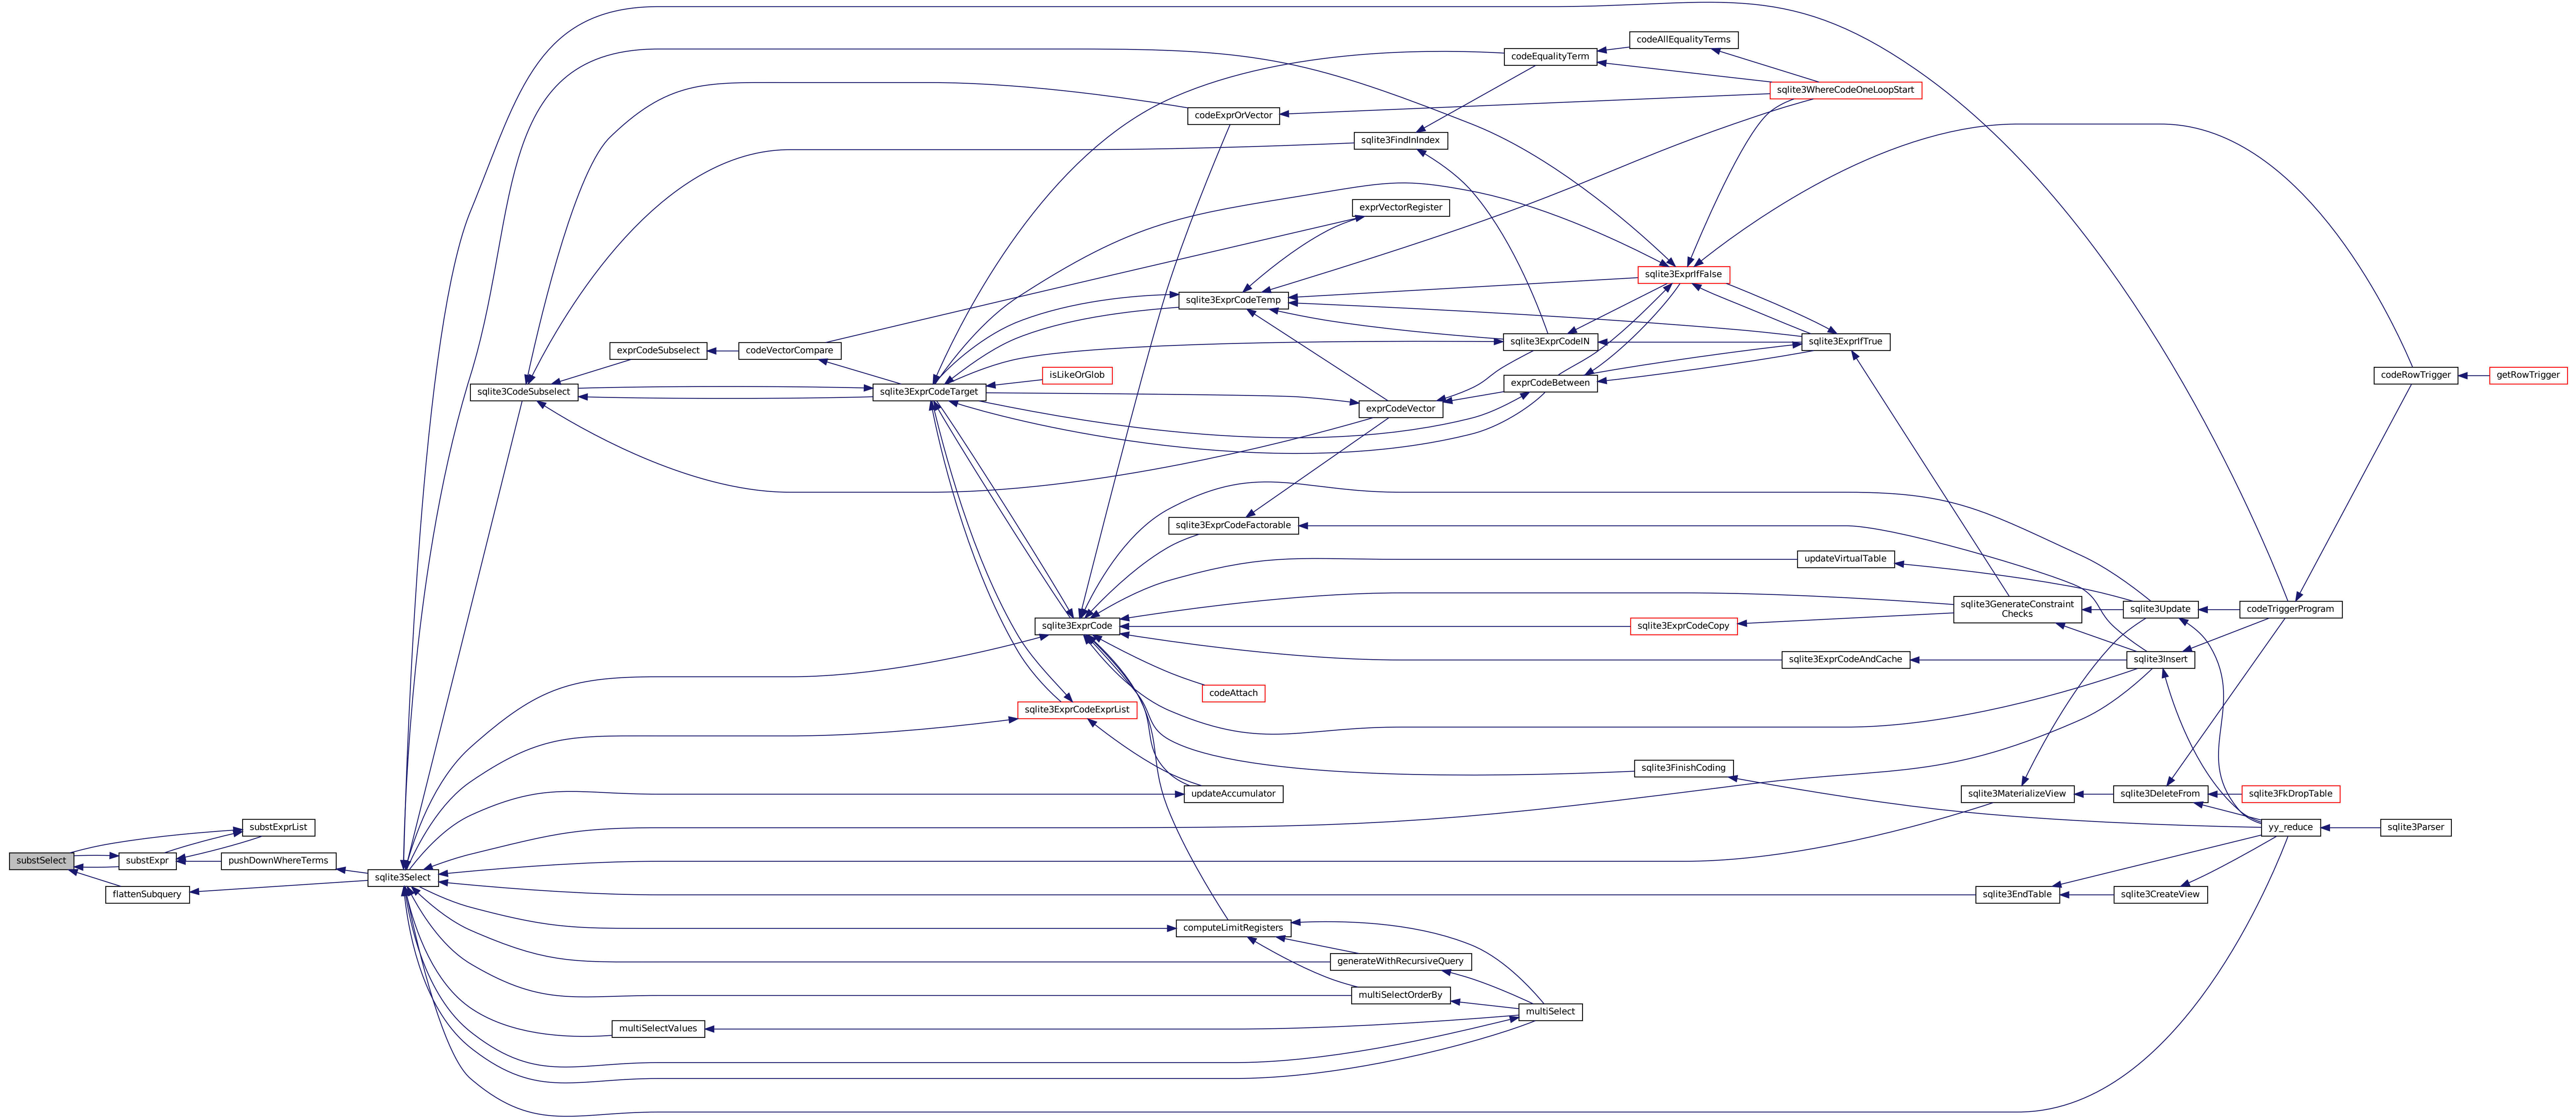 codeAllEqualityTerms
codeEqualityTerm
sqlite3WhereCodeOneLoopStart
codeExprOrVector
sqlite3FindInIndex
exprVectorRegister
sqlite3ExprIfFalse
sqlite3ExprCodeTemp
sqlite3ExprCodeIN
sqlite3ExprIfTrue
exprCodeSubselect
codeVectorCompare
isLikeOrGlob
codeRowTrigger
getRowTrigger
exprCodeBetween
sqlite3CodeSubselect
sqlite3ExprCodeTarget
exprCodeVector
sqlite3ExprCodeFactorable
updateVirtualTable
sqlite3GenerateConstraint
Checks
sqlite3Update
codeTriggerProgram
sqlite3ExprCode
sqlite3ExprCodeCopy
sqlite3ExprCodeAndCache
sqlite3Insert
codeAttach
sqlite3ExprCodeExprList
sqlite3FinishCoding
updateAccumulator
sqlite3MaterializeView
sqlite3DeleteFrom
sqlite3FkDropTable
substExprList
yy_reduce
sqlite3Parser
substSelect
substExpr
pushDownWhereTerms
sqlite3Select
flattenSubquery
sqlite3EndTable
sqlite3CreateView
computeLimitRegisters
generateWithRecursiveQuery
multiSelectOrderBy
multiSelect
multiSelectValues